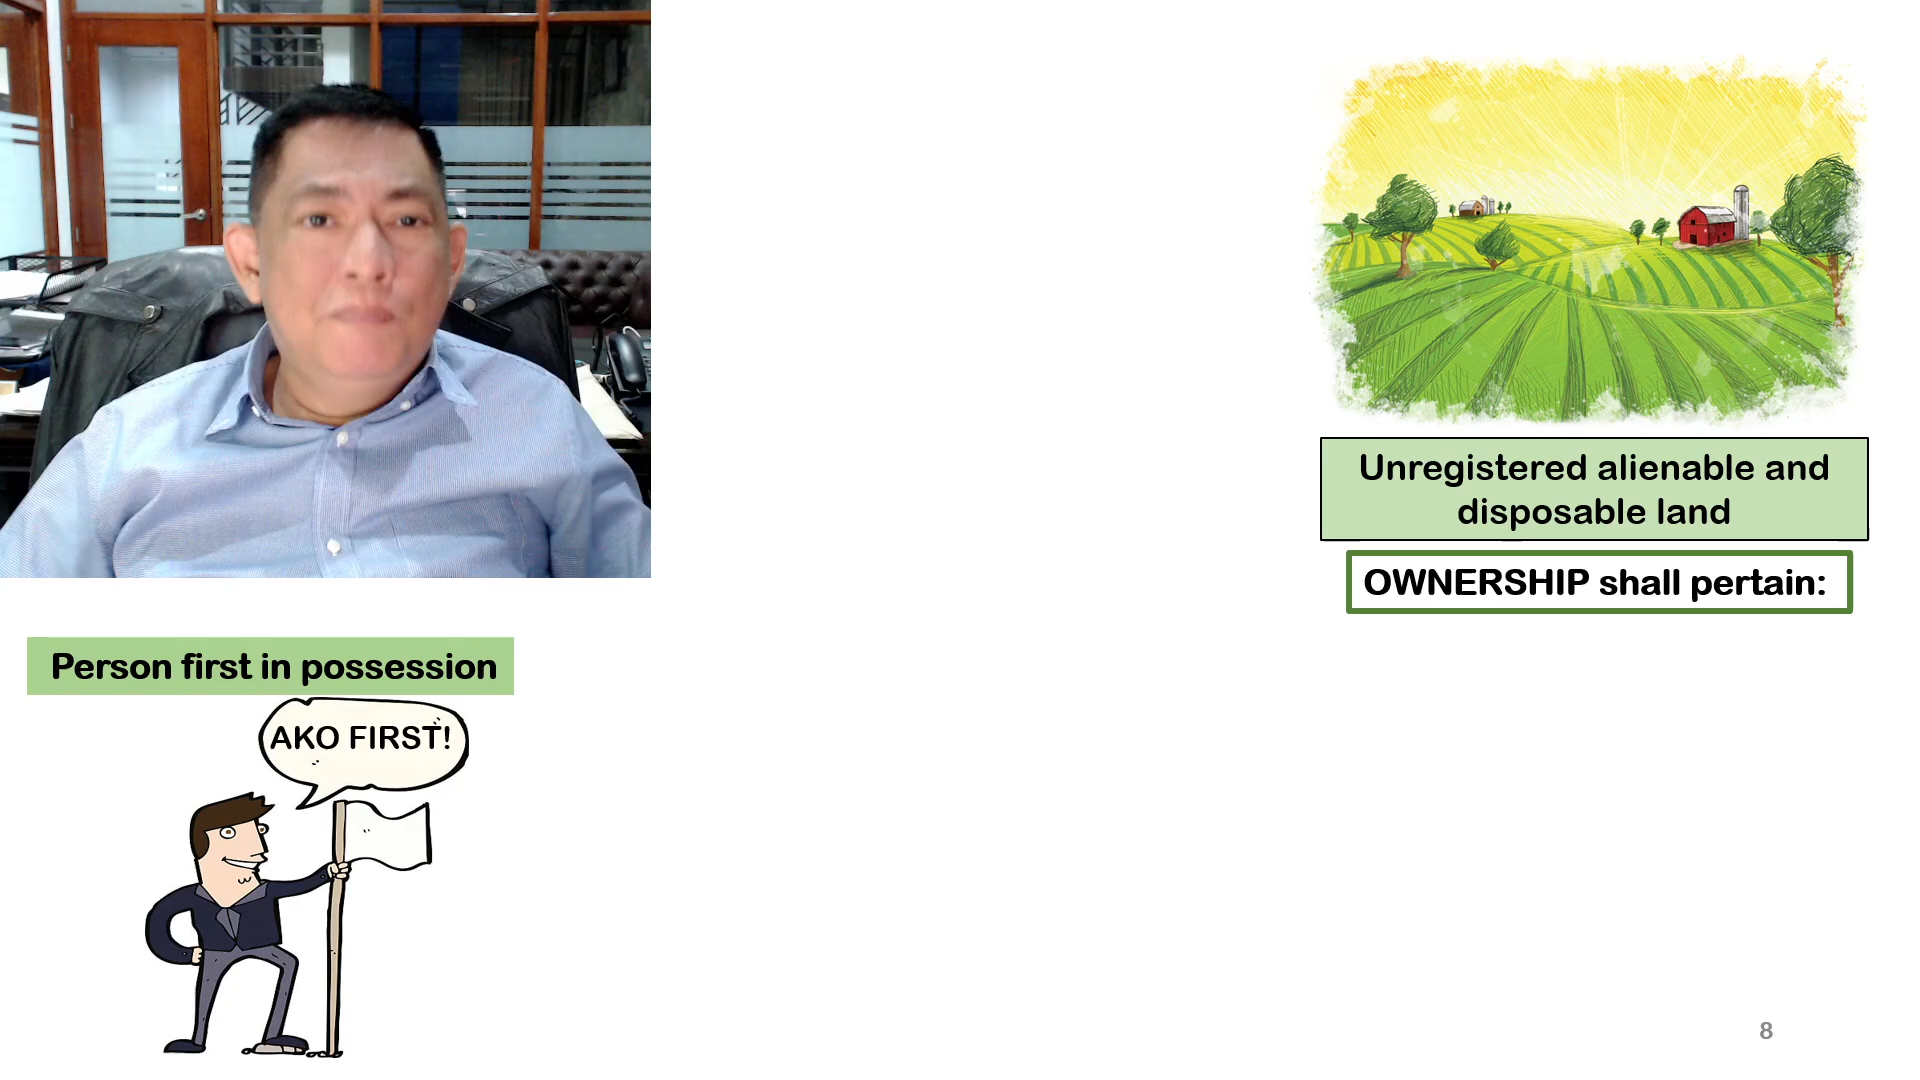 Unregistered alienable and
disposable land
OWNERSHIP shall pertain:
Person first in possession
AKO FIRST!
8